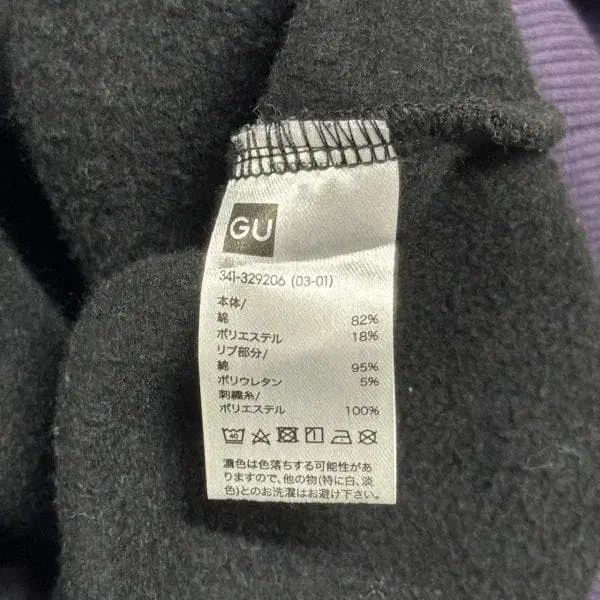 GU
341-329206 (03-01)
本体/
綿 82%
ポリエステル 18%
リブ部分/
綿 95%
ポリウレタン 5%
刺繍糸/
ポリエステル 100%
40
濃色は色落ちする可能性があ
りますので、他の物(特に白、淡
色)とのお洗濯はお避け下さい。